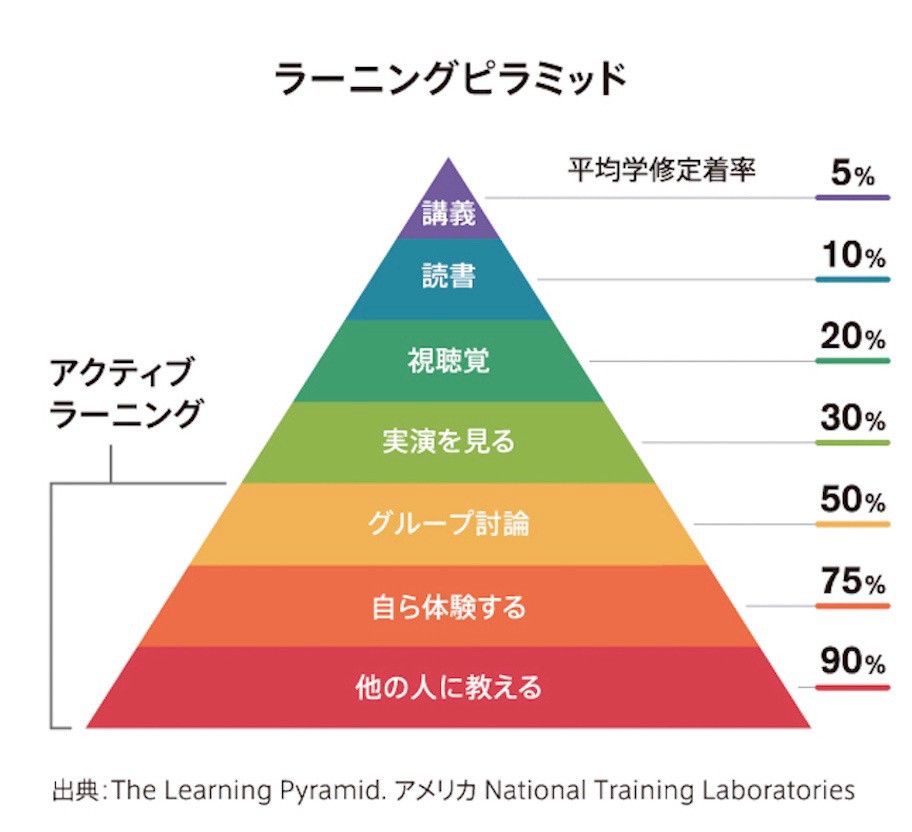 ラーニングピラミッド
平均学修定着率 5%
講義
10%
読書
20%
視聴覚
アクティブ
ラーニング
30%
実演を見る
50%
グループ討論
75%
自ら体験する
90%
他の人に教える
出典:The Learning Pyramid. アメリカ National Training Laboratories